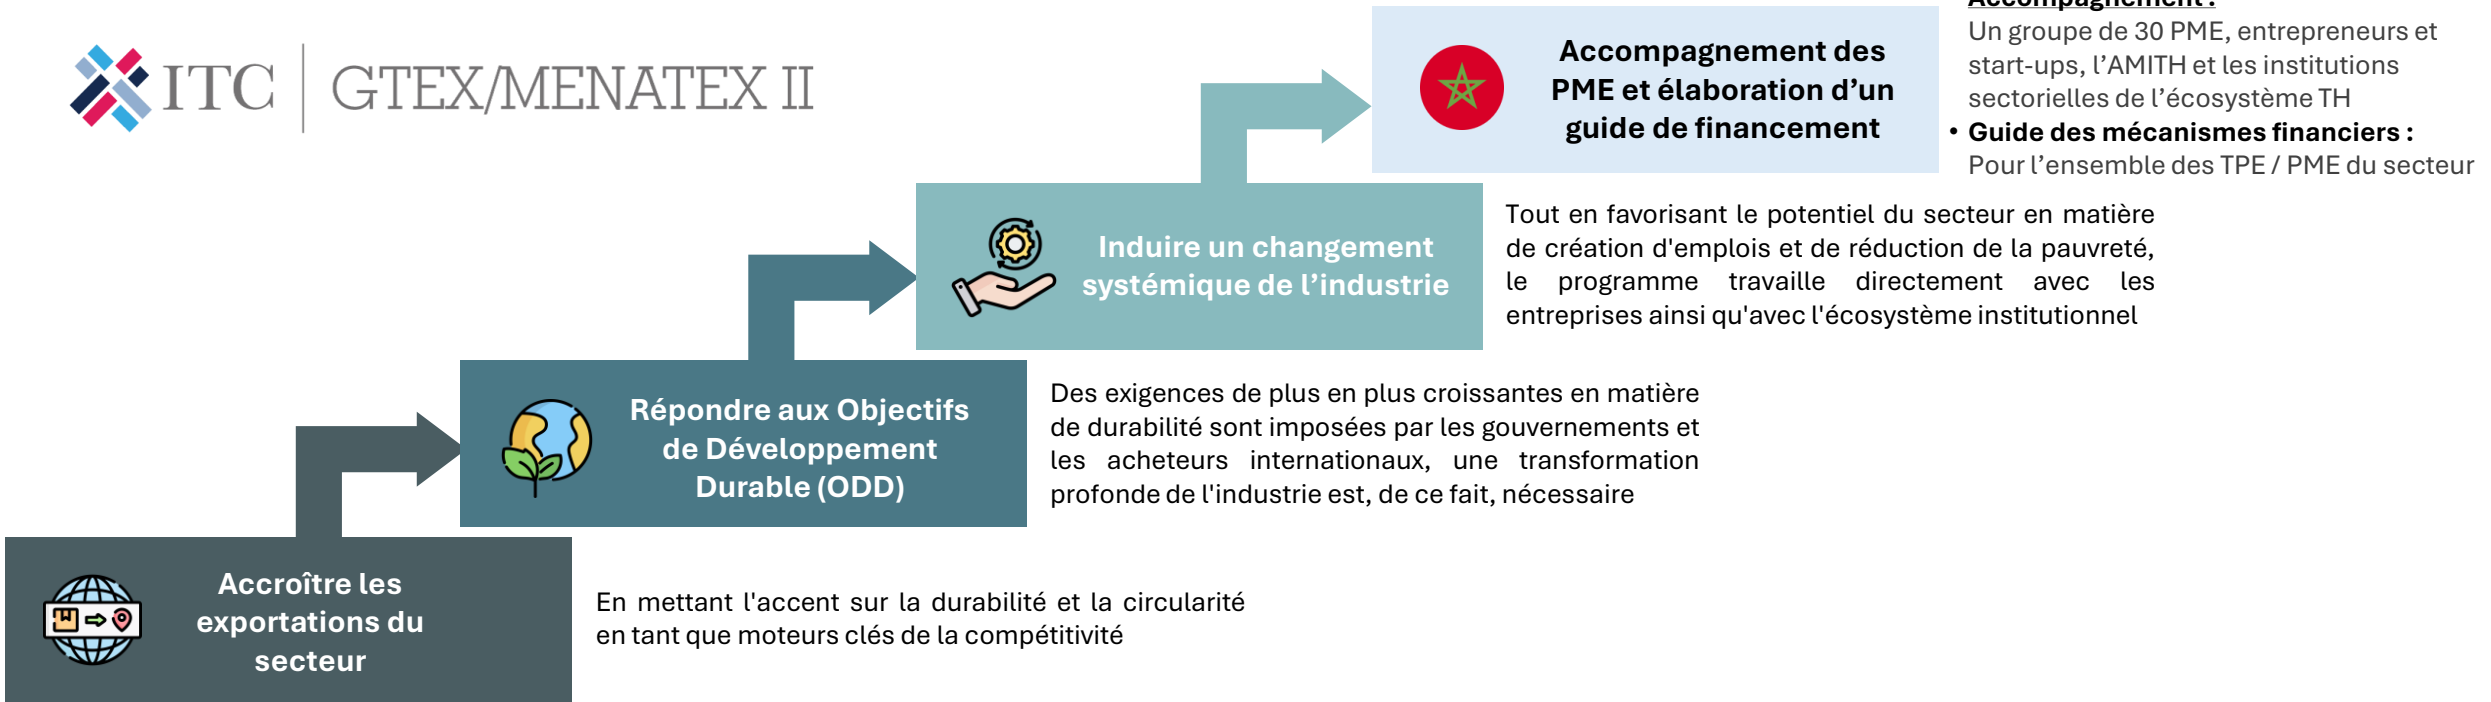 ITC | GTEX/MENATEX II
Accompagnement des
PME et élaboration d’un
guide de financement
Accompagnement :
Un groupe de 30 PME, entrepreneurs et
start-ups, l’AMITH et les institutions
sectorielles de l’écosystème TH
• Guide des mécanismes financiers :
Pour l’ensemble des TPE / PME du secteur
Induire un changement
systémique de l’industrie
Tout en favorisant le potentiel du secteur en matière
de création d'emplois et de réduction de la pauvreté,
le programme travaille directement avec les
entreprises ainsi qu'avec l'écosystème institutionnel
Répondre aux Objectifs
de Développement
Durable (ODD)
Des exigences de plus en plus croissantes en matière
de durabilité sont imposées par les gouvernements et
les acheteurs internationaux, une transformation
profonde de l'industrie est, de ce fait, nécessaire
Accroître les
exportations du
secteur
En mettant l'accent sur la durabilité et la circularité
en tant que moteurs clés de la compétitivité